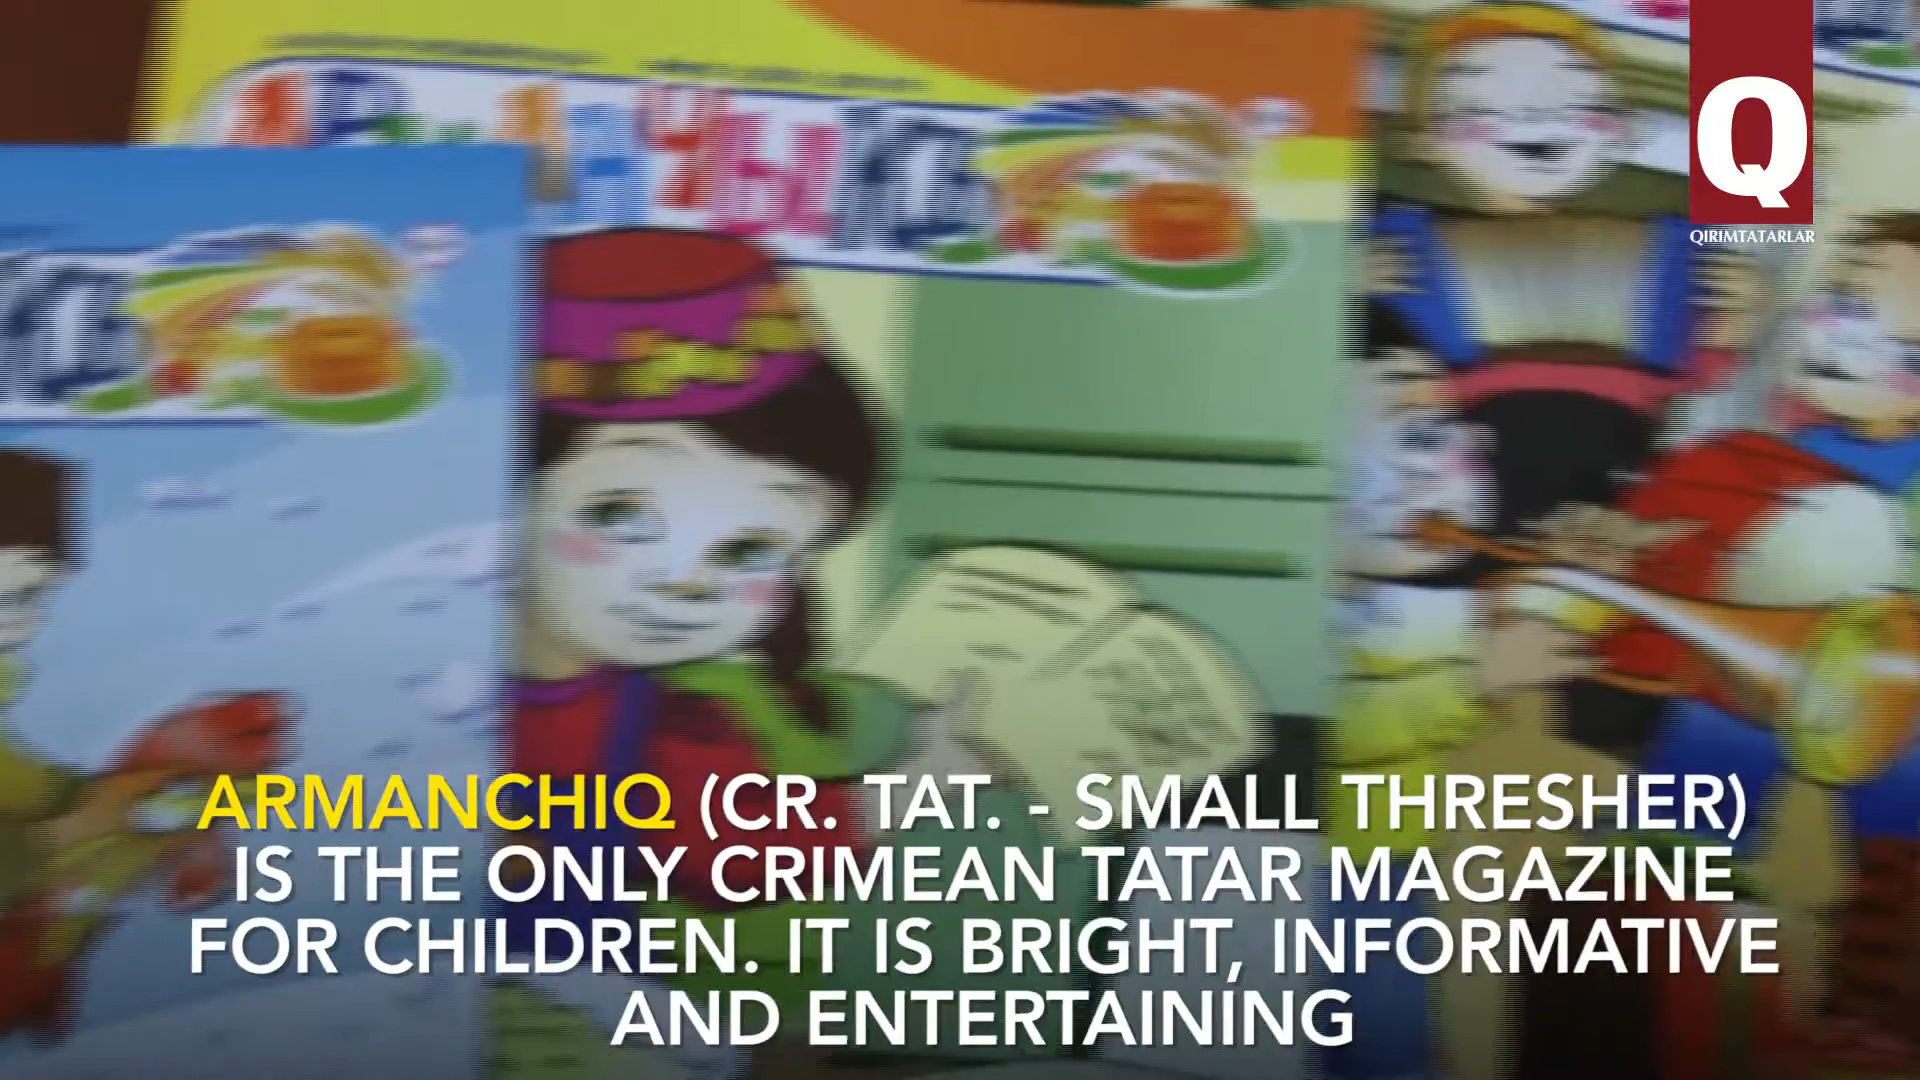 Q
QIRIMTATARLAR
ARMANCHIQ (CR. TAT. - SMALL THRESHER)
IS THE ONLY CRIMEAN TATAR MAGAZINE
FOR CHILDREN. IT IS BRIGHT, INFORMATIVE
AND ENTERTAINING